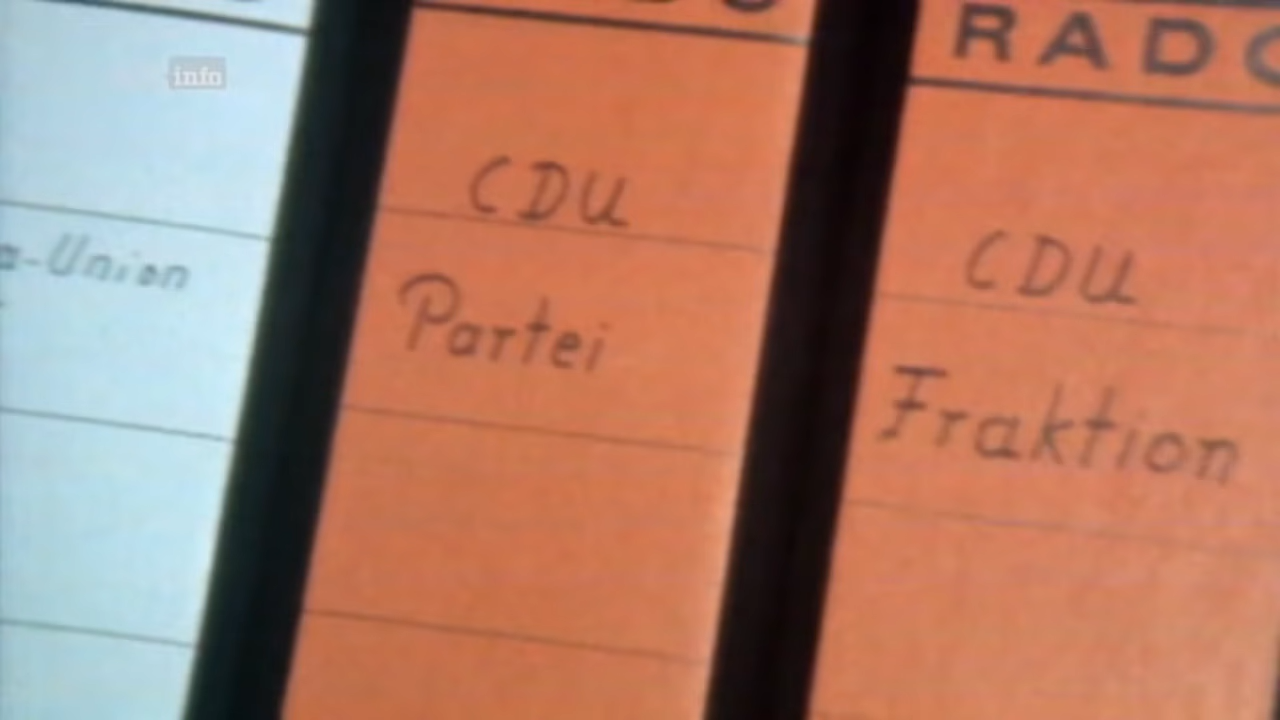 info
a-Union
CDU
Partei
RADO
CDU
Fraktion